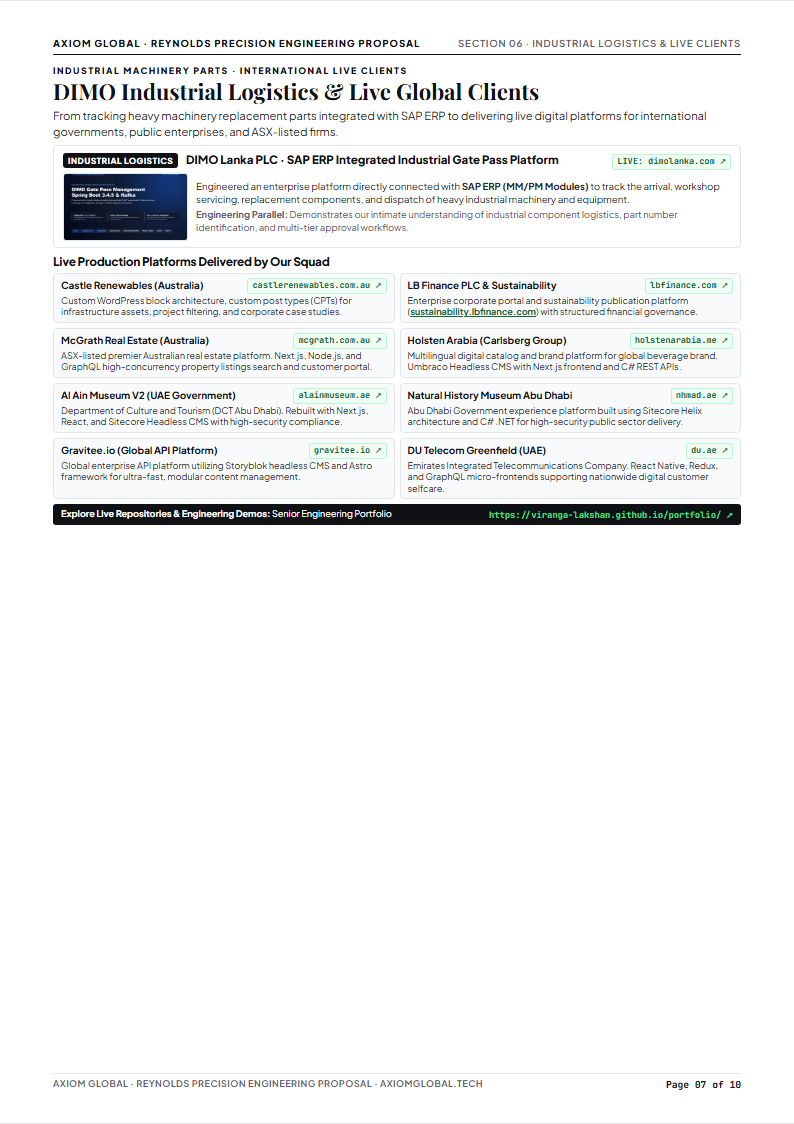 AXIOM GLOBAL · REYNOLDS PRECISION ENGINEERING PROPOSAL
SECTION 06 · INDUSTRIAL LOGISTICS & LIVE CLIENTS
INDUSTRIAL MACHINERY PARTS · INTERNATIONAL LIVE CLIENTS
DIMO Industrial Logistics & Live Global Clients
From tracking heavy machinery replacement parts integrated with SAP ERP to delivering live digital platforms for international
governments, public enterprises, and ASX-listed firms.
INDUSTRIAL LOGISTICS
DIMO Lanka PLC · SAP ERP Integrated Industrial Gate Pass Platform
LIVE: dimolanka.com ↗
DIMO Gate Pass Management
Spring Boot 3.4.5 & Kafka
Engineered an enterprise platform directly connected with SAP ERP (MM/PM Modules) to track the arrival, workshop
servicing, replacement components, and dispatch of heavy industrial machinery and equipment.
Engineering Parallel: Demonstrates our intimate understanding of industrial component logistics, part number
identification, and multi-tier approval workflows.
Live Production Platforms Delivered by Our Squad
Castle Renewables (Australia)
castlerenewables.com.au ↗
Custom WordPress block architecture, custom post types (CPTs) for
infrastructure assets, project filtering, and corporate case studies.
LB Finance PLC & Sustainability
lbfinance.com ↗
Enterprise corporate portal and sustainability publication platform
(sustainability.lbfinance.com) with structured financial governance.
McGrath Real Estate (Australia)
mcgrath.com.au ↗
ASX-listed premier Australian real estate platform. Next.js, Node.js, and
GraphQL high-concurrency property listings search and customer portal.
Holsten Arabia (Carlsberg Group)
holstenarabia.me ↗
Multilingual digital catalog and brand platform for global beverage brand.
Umbraco Headless CMS with Next.js frontend and C# REST APIs.
Al Ain Museum V2 (UAE Government)
alainmuseum.ae ↗
Department of Culture and Tourism (DCT Abu Dhabi). Rebuilt with Next.js,
React, and Sitecore Headless CMS with high-security compliance.
Natural History Museum Abu Dhabi
nhmad.ae ↗
Abu Dhabi Government experience platform built using Sitecore Helix
architecture and C# .NET for high-security public sector delivery.
Gravitee.io (Global API Platform)
gravitee.io ↗
Global enterprise API platform utilizing Storyblok headless CMS and Astro
framework for ultra-fast, modular content management.
DU Telecom Greenfield (UAE)
du.ae ↗
Emirates Integrated Telecommunications Company. React Native, Redux,
and GraphQL micro-frontends supporting nationwide digital customer
selfcare.
Explore Live Repositories & Engineering Demos: Senior Engineering Portfolio
https://viranga-lakshan.github.io/portfolio/ ↗
AXIOM GLOBAL · REYNOLDS PRECISION ENGINEERING PROPOSAL · AXIOMGLOBAL.TECH
Page 07 of 10